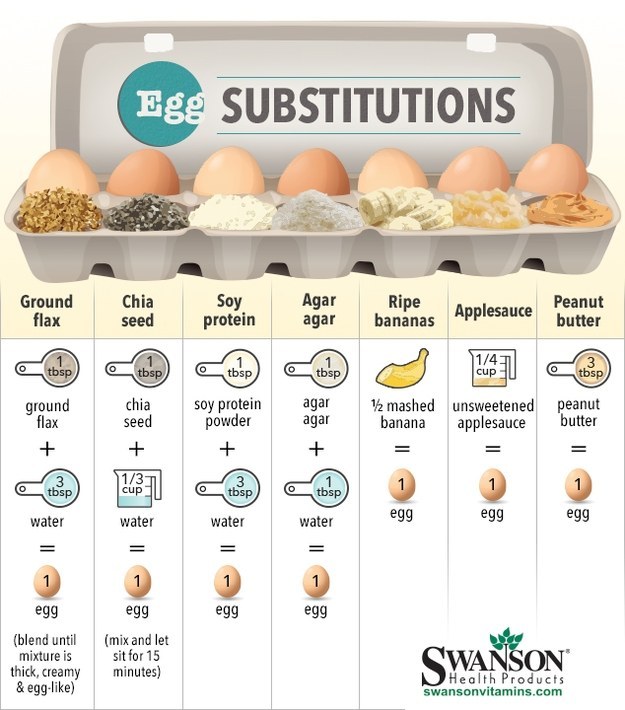 Egg SUBSTITUTIONS
Ground
flax
1
tbsp
ground
flax
+
3
tbsp
water
=
1
egg
(blend until
mixture is
thick, creamy
& egg-like)
Chia
seed
1
tbsp
chia
seed
+
1/3
cup
water
=
1
egg
(mix and let
sit for 15
minutes)
Soy
protein
1
tbsp
soy protein
powder
+
3
tbsp
water
=
1
egg
Agar
agar
1
tbsp
agar
agar
+
1
tbsp
water
=
1
egg
Ripe
bananas
½ mashed
banana
=
1
egg
Applesauce
1/4
cup
unsweetened
applesauce
=
1
egg
Peanut
butter
3
tbsp
peanut
butter
=
1
egg
SWANSON®
Health Products
swansonvitamins.com